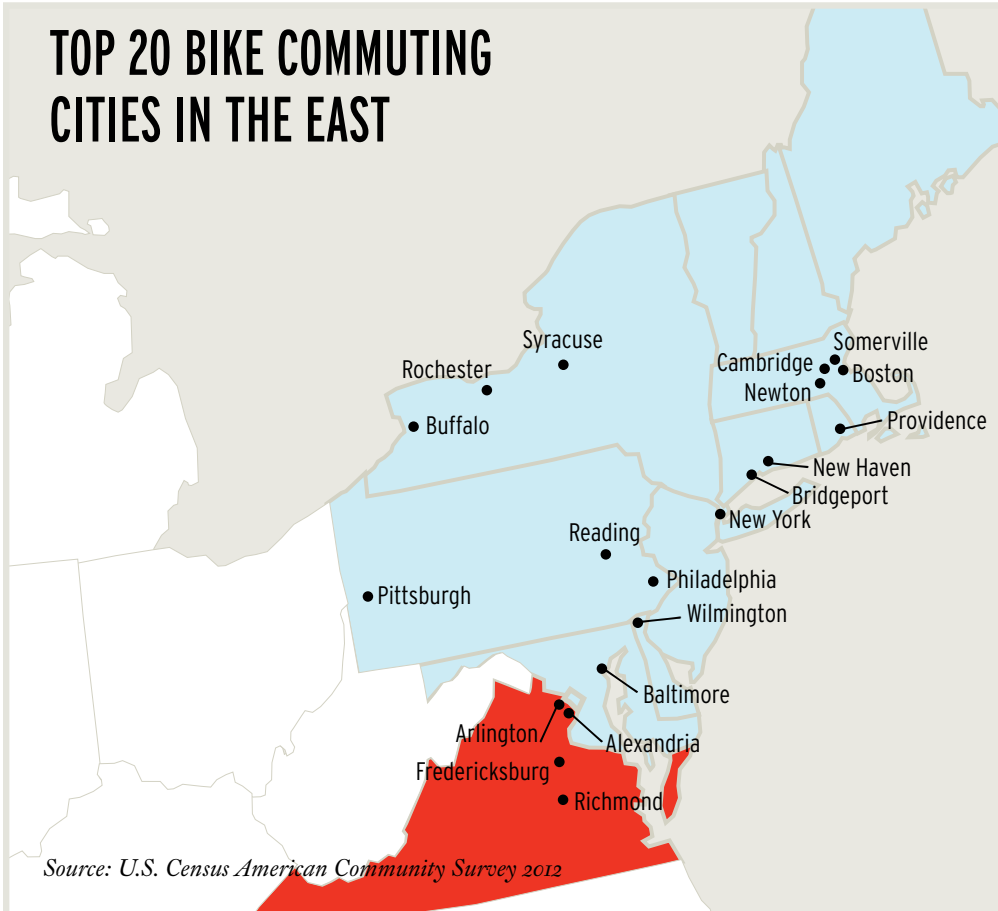 TOP 20 BIKE COMMUTING
CITIES IN THE EAST
Syracuse
Somerville
Rochester
Cambridge
Boston
Newton
Buffalo
Providence
New Haven
Bridgeport
New York
Reading
Philadelphia
Pittsburgh
Wilmington
Baltimore
Arlington
Alexandria
Fredericksburg
Richmond
Source: U.S. Census American Community Survey 2012